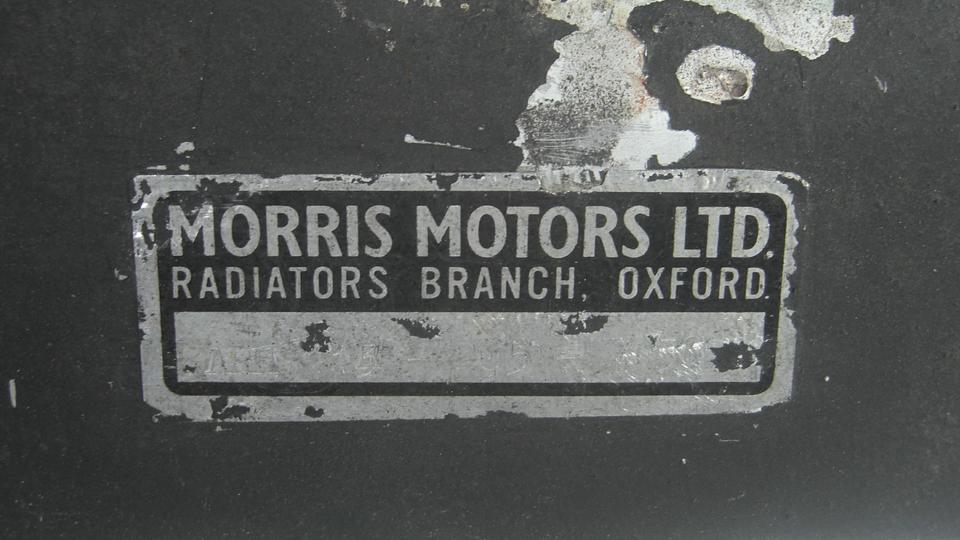 MORRIS MOTORS LTD.
RADIATORS BRANCH, OXFORD.